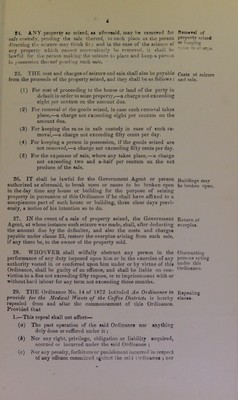 4
24. ANY property so seized, as aforesaid, may be removed for
safe custody, pending the sale thereof, to such place as the person
directing the seizure may think fit; and in the case of the seizure of
any property which cannot conveniently be removed, it shall be
lawful for the person making the seizure to place and keep a person
in possession thereof pending such sale.
Removal of
property seized
25. THE cost and charges of seizure and sale shall also be payable
from the proceeds of the property seized, and they shall be as follows:
Costs of seizure
and sale.
(1) For cost of proceeding to the house or land of the party in
default in order to seize property,—a charge not exceeding
eight per centum on the amount due.
(2) For removal of the goods seized, in case such removal takes
place,—a charge not exceeding eight per centum on the
amount due.
(3) For keeping the same in safe custody in case of such re-
moval,—a charge not exceeding fifty cents per day.
(4) For keeping a person in possession, if the goods seized are
not removed,—a charge not exceeding fifty cents per day.
(5) For the expenses of sale, where any takes place,—a charge
not exceeding two and a-half per centum on the net
produce of the sale.
26. IT shall be lawful for the Government Agent or person
authorized as aforesaid, to break open or cause to be broken open
in the day time any house or building for the purpose of seizing
property in pursuance of this Ordinance if he shall have affixed to a
conspicuous part of such house or building, three clear days previ-
ously, a notice of his intention so to do.
Buildings may
be broken open.
27. IN the event of a sale of property seized, the Government
Agent, at whose instance such seizure was made, shall, after deducting
the amount due by the defaulter, and also the costs and charges
payable under clause 25, restore the overplus arising from such sale,
if any there be, to the owner of the property sold.
Return of
overplus.
28. WHOEVER shall wilfully obstruct any person in the
performance of any duty imposed upon him or in the exercise of any
authority vested in or conferred upon him under or by virtue of this
Ordinance, shall be guilty of an offence, and shall be liable on con-
viction to a fine not exceeding fifty rupees, or to imprisonment with or
without hard labour for any term not exceeding three months.
Obstructing
persons acting
under this
Ordinance.
29. THE Ordinance No. 14 of 1872 intituled An Ordinance to
provide for the Medical Wants of the Coffee Districts, is hereby
repealed from and after the commencement of this Ordinance.
Provided that
Repealing
clause.
1.—This repeal shall not affect—
(a) The past operation of the said Ordinance nor anything
duly done or suffered under it;
(b) Nor any right, privilege, obligation or liability acquired,
accrued or incurred under the said Ordinance;
(c) Nor any penalty, forfeiture or punishment incurred in respect
of any offence committed against the said Ordinance; nor